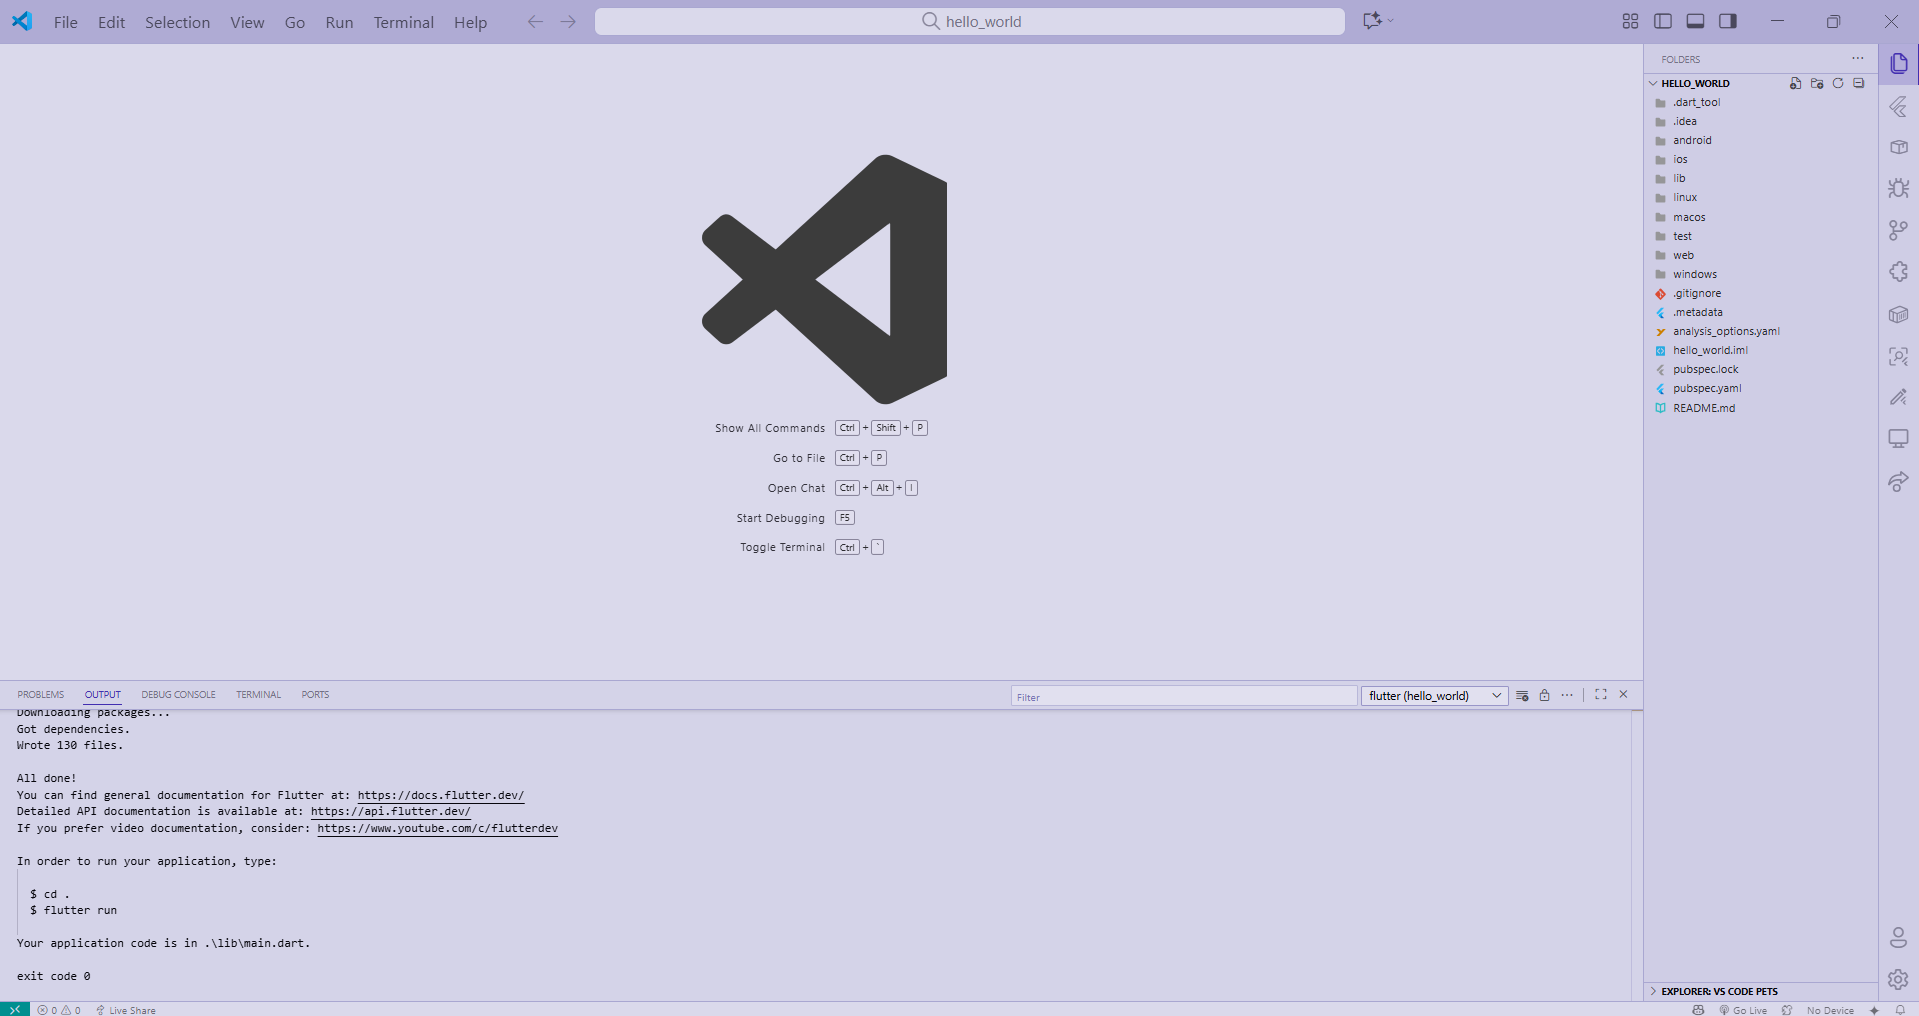 File Edit Selection View Go Run Terminal Help hello_world
FOLDERS
HELLO_WORLD
.dart_tool
.idea
android
ios
lib
linux
macos
test
web
windows
.gitignore
.metadata
analysis_options.yaml
hello_world.iml
pubspec.lock
pubspec.yaml
README.md
Show All Commands Ctrl + Shift + P
Go to File Ctrl + P
Open Chat Ctrl + Alt + I
Start Debugging F5
Toggle Terminal Ctrl + `
PROBLEMS OUTPUT DEBUG CONSOLE TERMINAL PORTS Filter flutter (hello_world)
Downloading packages...
Got dependencies.
Wrote 130 files.
All done!
You can find general documentation for Flutter at: https://docs.flutter.dev/
Detailed API documentation is available at: https://api.flutter.dev/
If you prefer video documentation, consider: https://www.youtube.com/c/flutterdev
In order to run your application, type:
$ cd .
$ flutter run
Your application code is in .\lib\main.dart.
exit code 0
EXPLORER: VS CODE PETS
0 0 Live Share Go Live No Device